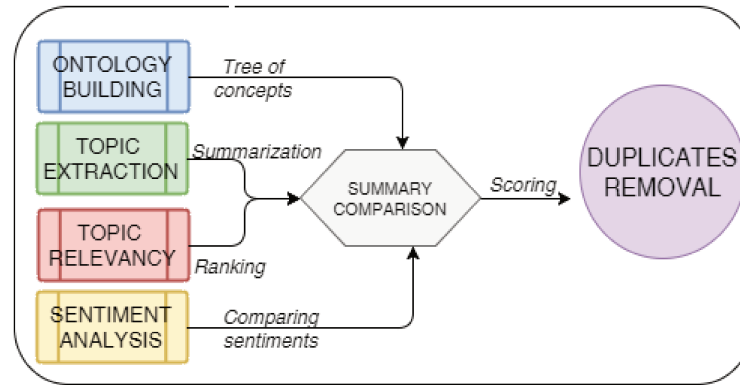 ONTOLOGY
BUILDING
Tree of
concepts
TOPIC
EXTRACTION
Summarization
TOPIC
RELEVANCY
Ranking
SENTIMENT
ANALYSIS
Comparing
sentiments
SUMMARY
COMPARISON
Scoring
DUPLICATES
REMOVAL